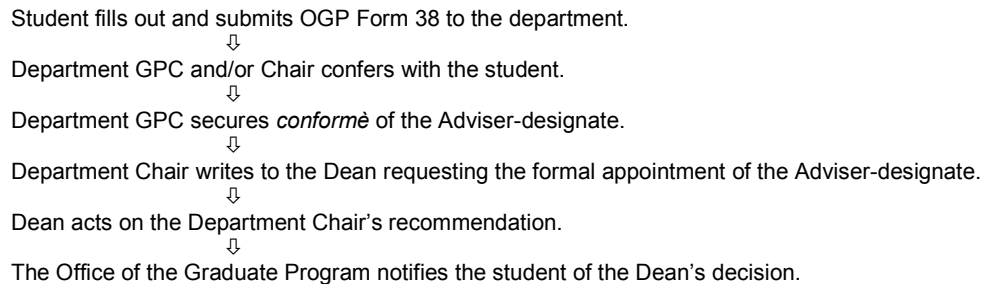 Student fills out and submits OGP Form 38 to the department.
⇩
Department GPC and/or Chair confers with the student.
⇩
Department GPC secures conformè of the Adviser-designate.
⇩
Department Chair writes to the Dean requesting the formal appointment of the Adviser-designate.
⇩
Dean acts on the Department Chair’s recommendation.
⇩
The Office of the Graduate Program notifies the student of the Dean’s decision.